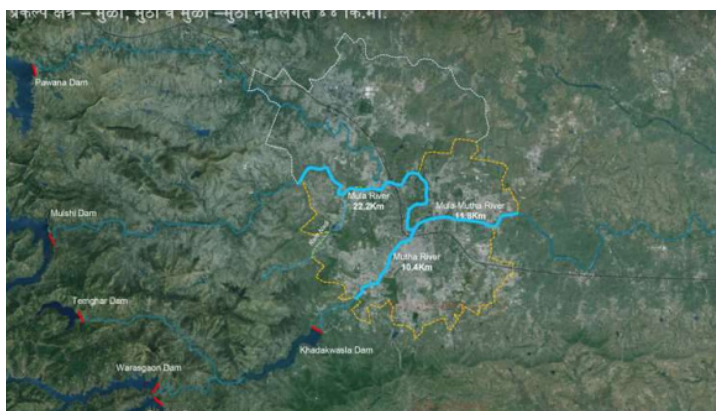 प्रकल्प क्षेत्र – मुळा, मुठा व मुळा –मुठा नदीलगत ४४ कि.मी.
Pawana Dam
Mula River
22.2Km
Mula-Mutha River
11.8Km
Mulshi Dam
Mutha River
10.4Km
Temghar Dam
Khadakwasla Dam
Warasgaon Dam